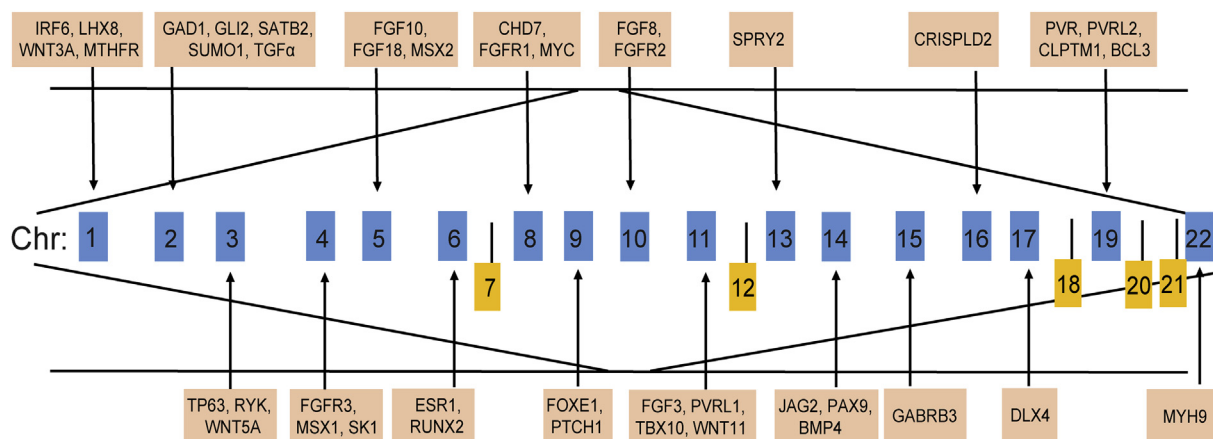 IRF6, LHX8,
WNT3A, MTHFR
GAD1, GLI2, SATB2,
SUMO1, TGFα
FGF10,
FGF18, MSX2
CHD7,
FGFR1, MYC
FGF8,
FGFR2
SPRY2
CRISPLD2
PVR, PVRL2,
CLPTM1, BCL3
Chr: 1 2 3 4 5 6 7 8 9 10 11 12 13 14 15 16 17 18 19 20 21 22
TP63, RYK,
WNT5A
FGFR3,
MSX1, SK1
ESR1,
RUNX2
FOXE1,
PTCH1
FGF3, PVRL1,
TBX10, WNT11
JAG2, PAX9,
BMP4
GABRB3
DLX4
MYH9